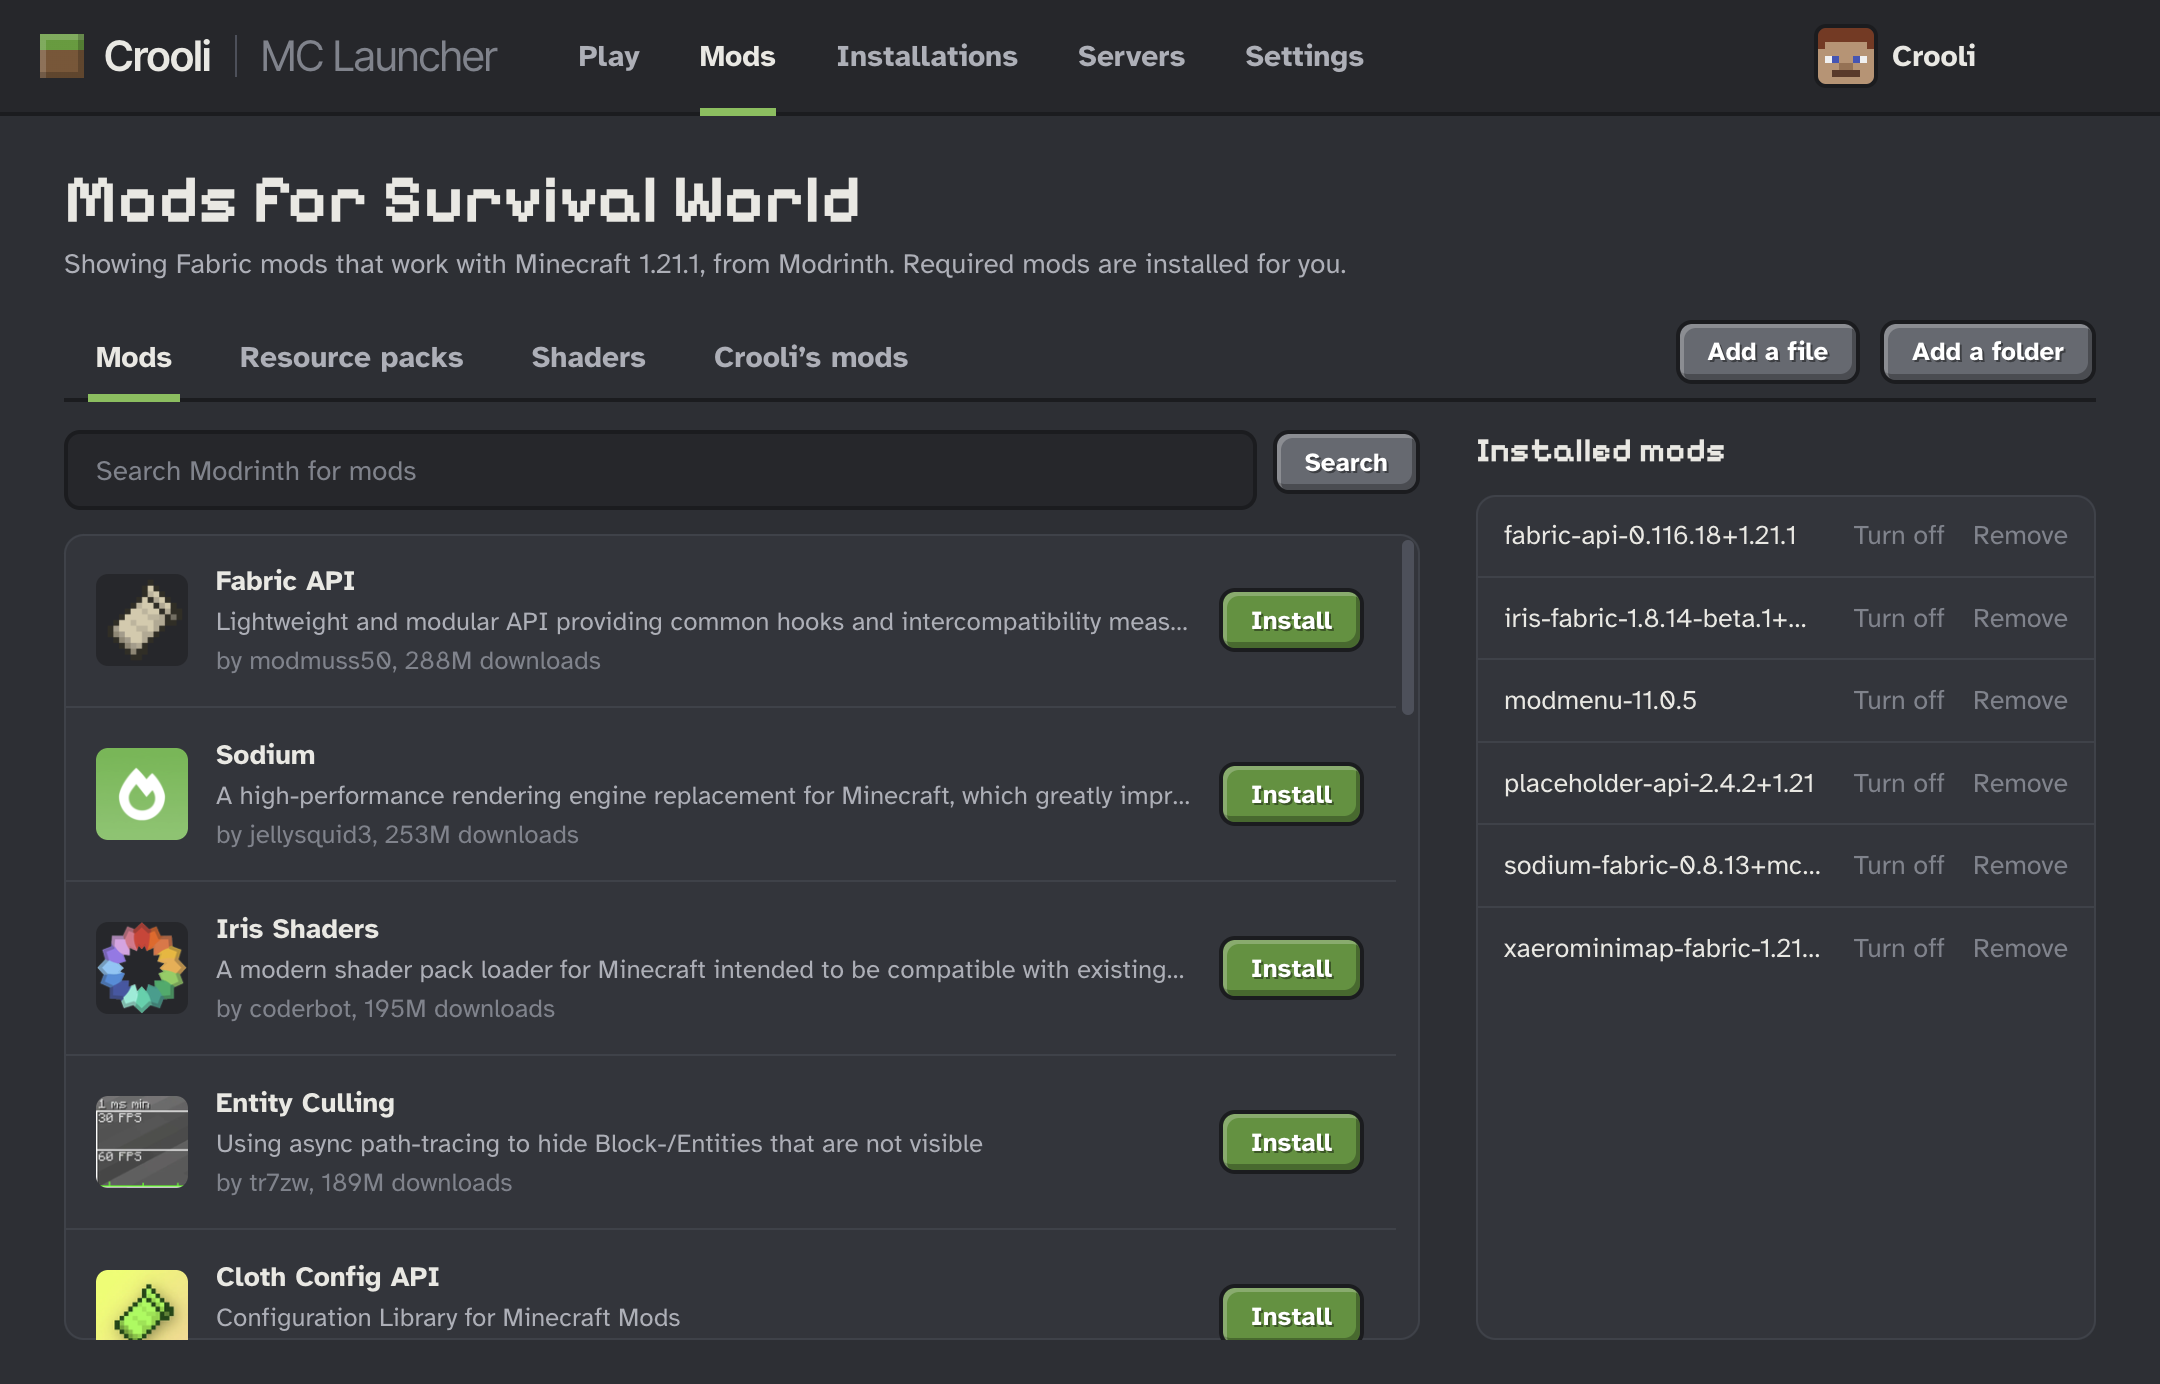 Crooli | MC Launcher
Play
Mods
Installations
Servers
Settings
Crooli
Mods for Survival World
Showing Fabric mods that work with Minecraft 1.21.1, from Modrinth. Required mods are installed for you.
Mods
Resource packs
Shaders
Crooli’s mods
Add a file
Add a folder
Search Modrinth for mods
Search
Fabric API
Lightweight and modular API providing common hooks and intercompatibility meas...
by modmuss50, 288M downloads
Install
Sodium
A high-performance rendering engine replacement for Minecraft, which greatly impr...
by jellysquid3, 253M downloads
Install
Iris Shaders
A modern shader pack loader for Minecraft intended to be compatible with existing...
by coderbot, 195M downloads
Install
1 ms min
30 FPS
60 FPS
Entity Culling
Using async path-tracing to hide Block-/Entities that are not visible
by tr7zw, 189M downloads
Install
Cloth Config API
Configuration Library for Minecraft Mods
Install
Installed mods
fabric-api-0.116.18+1.21.1 Turn off Remove
iris-fabric-1.8.14-beta.1+... Turn off Remove
modmenu-11.0.5 Turn off Remove
placeholder-api-2.4.2+1.21 Turn off Remove
sodium-fabric-0.8.13+mc... Turn off Remove
xaerominimap-fabric-1.21... Turn off Remove